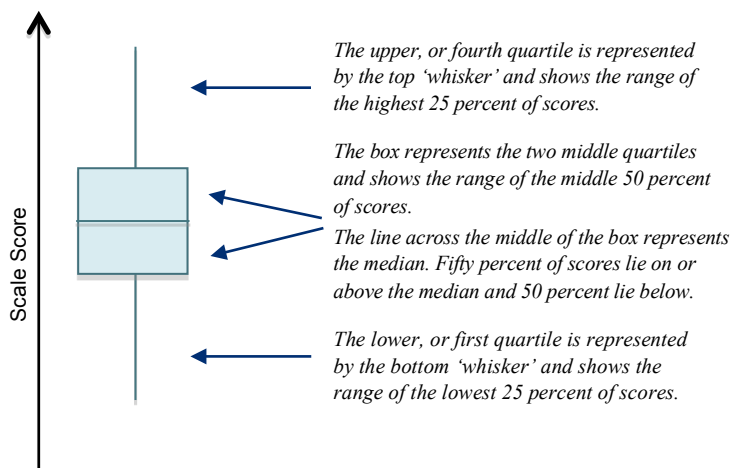 The upper, or fourth quartile is represented
by the top ‘whisker’ and shows the range of
the highest 25 percent of scores.
The box represents the two middle quartiles
and shows the range of the middle 50 percent
of scores.
The line across the middle of the box represents
the median. Fifty percent of scores lie on or
above the median and 50 percent lie below.
The lower, or first quartile is represented
by the bottom ‘whisker’ and shows the
range of the lowest 25 percent of scores.
Scale Score